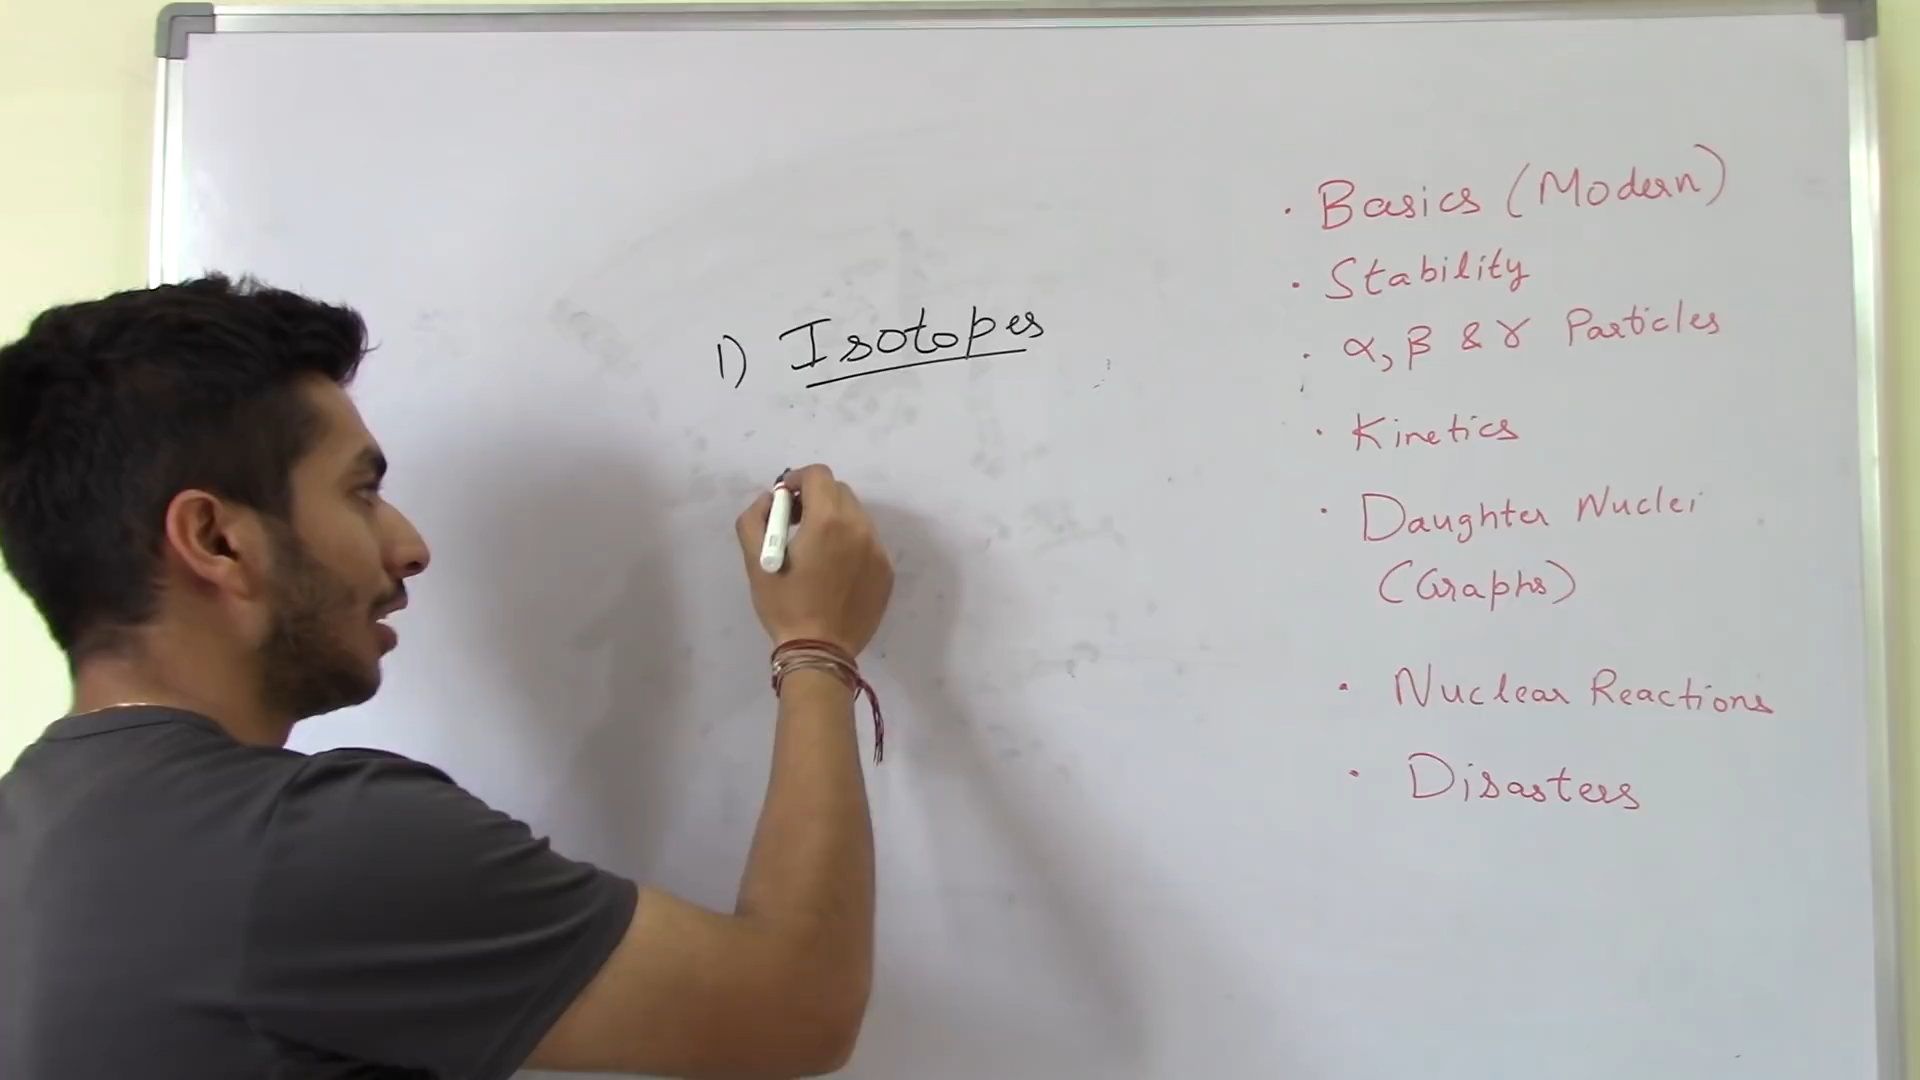 1) Isotopes
· Basics (Modern)
· Stability
· α, β & γ Particles
· Kinetics
· Daughter Nuclei
(Graphs)
· Nuclear Reactions
· Disasters